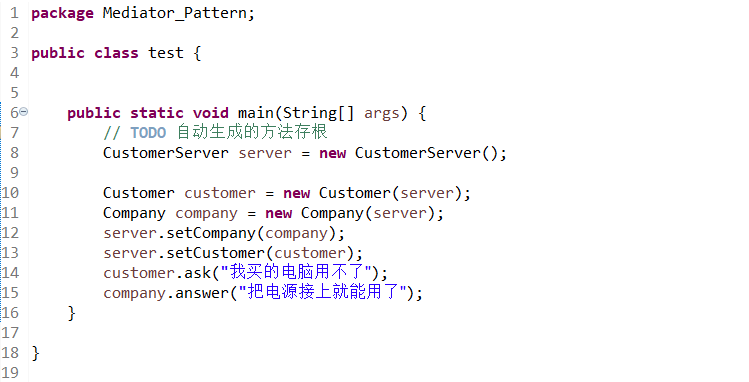 1 package Mediator_Pattern;
2
3 public class test {
4
5
6 public static void main(String[] args) {
7 // TODO 自动生成的方法存根
8 CustomerServer server = new CustomerServer();
9
10 Customer customer = new Customer(server);
11 Company company = new Company(server);
12 server.setCompany(company);
13 server.setCustomer(customer);
14 customer.ask("我买的电脑用不了");
15 company.answer("把电源接上就能用了");
16 }
17
18 }
19